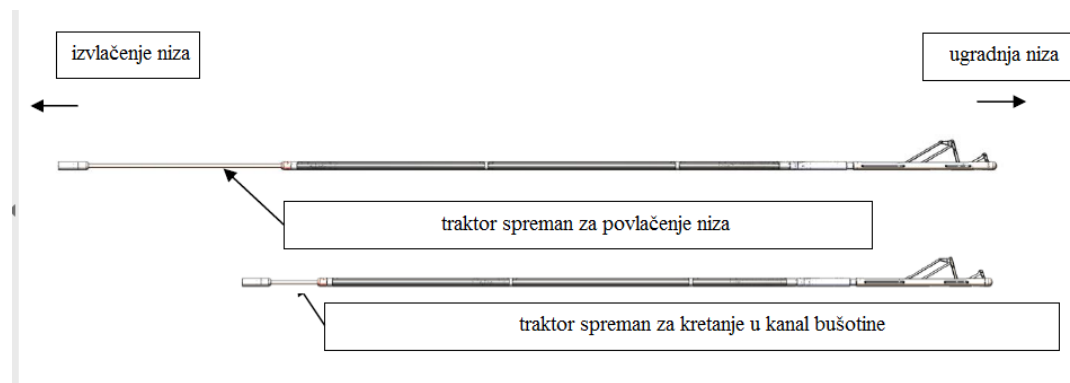 izvlačenje niza
ugradnja niza
traktor spreman za povlačenje niza
traktor spreman za kretanje u kanal bušotine